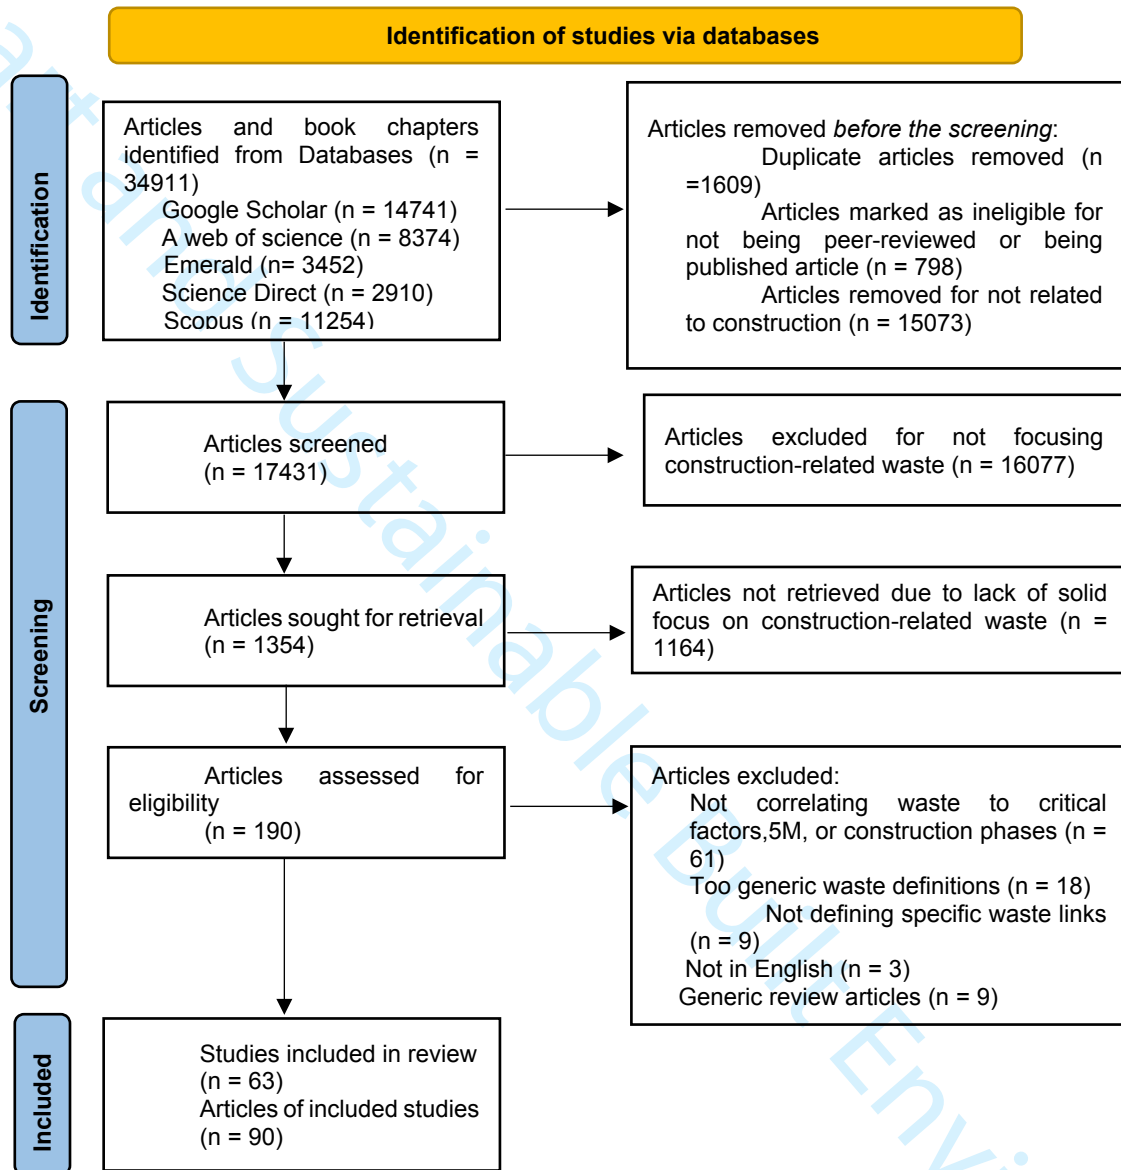 Identification of studies via databases
Identification
Articles and book chapters
identified from Databases (n =
34911)
Google Scholar (n = 14741)
A web of science (n = 8374)
Emerald (n= 3452)
Science Direct (n = 2910)
Scopus (n = 11254)
Articles removed before the screening:
Duplicate articles removed (n
=1609)
Articles marked as ineligible for
not being peer-reviewed or being
published article (n = 798)
Articles removed for not related
to construction (n = 15073)
Screening
Articles screened
(n = 17431)
Articles excluded for not focusing
construction-related waste (n = 16077)
Articles sought for retrieval
(n = 1354)
Articles not retrieved due to lack of solid
focus on construction-related waste (n =
1164)
Articles assessed for
eligibility
(n = 190)
Articles excluded:
Not correlating waste to critical
factors,5M, or construction phases (n =
61)
Too generic waste definitions (n = 18)
Not defining specific waste links
(n = 9)
Not in English (n = 3)
Generic review articles (n = 9)
Included
Studies included in review
(n = 63)
Articles of included studies
(n = 90)
and Sustainable Built